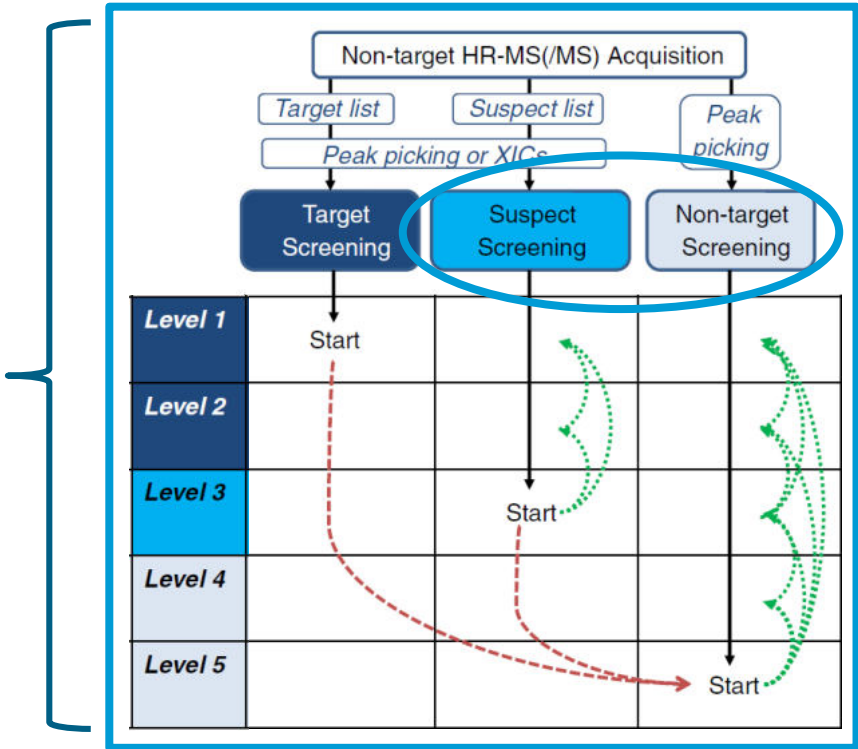 Non-target HR-MS(/MS) Acquisition
Target list
Suspect list
Peak
picking
Peak picking or XICs
Target
Screening
Suspect
Screening
Non-target
Screening
Level 1
Start
Level 2
Level 3
Start
Level 4
Level 5
Start